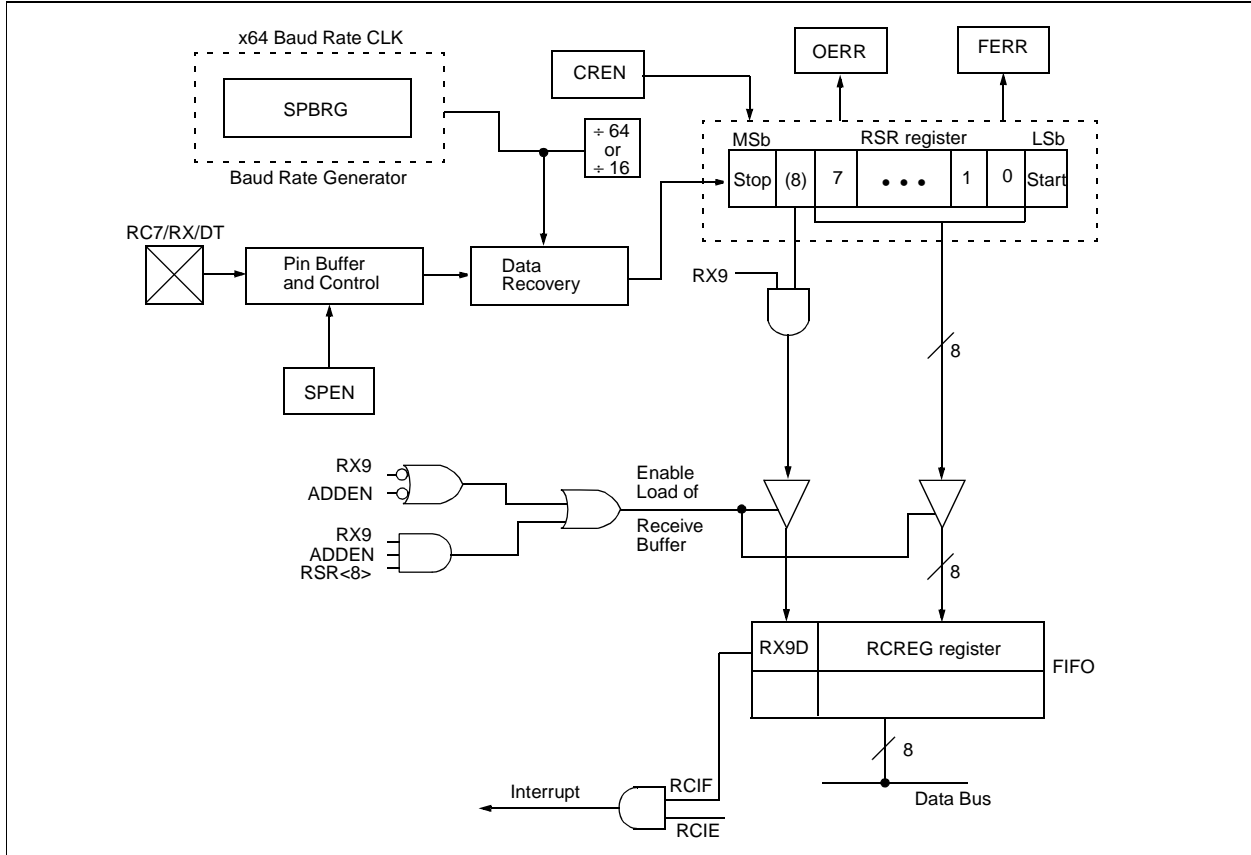 x64 Baud Rate CLK
SPBRG
Baud Rate Generator
CREN
OERR
FERR
÷ 64
or
÷ 16
MSb
RSR register
LSb
Stop
(8)
7
• • •
1
0
Start
RC7/RX/DT
Pin Buffer
and Control
Data
Recovery
SPEN
RX9
8
RX9
ADDEN
RX9
ADDEN
RSR<8>
Enable
Load of
Receive
Buffer
8
RX9D
RCREG register
FIFO
8
Data Bus
Interrupt
RCIF
RCIE